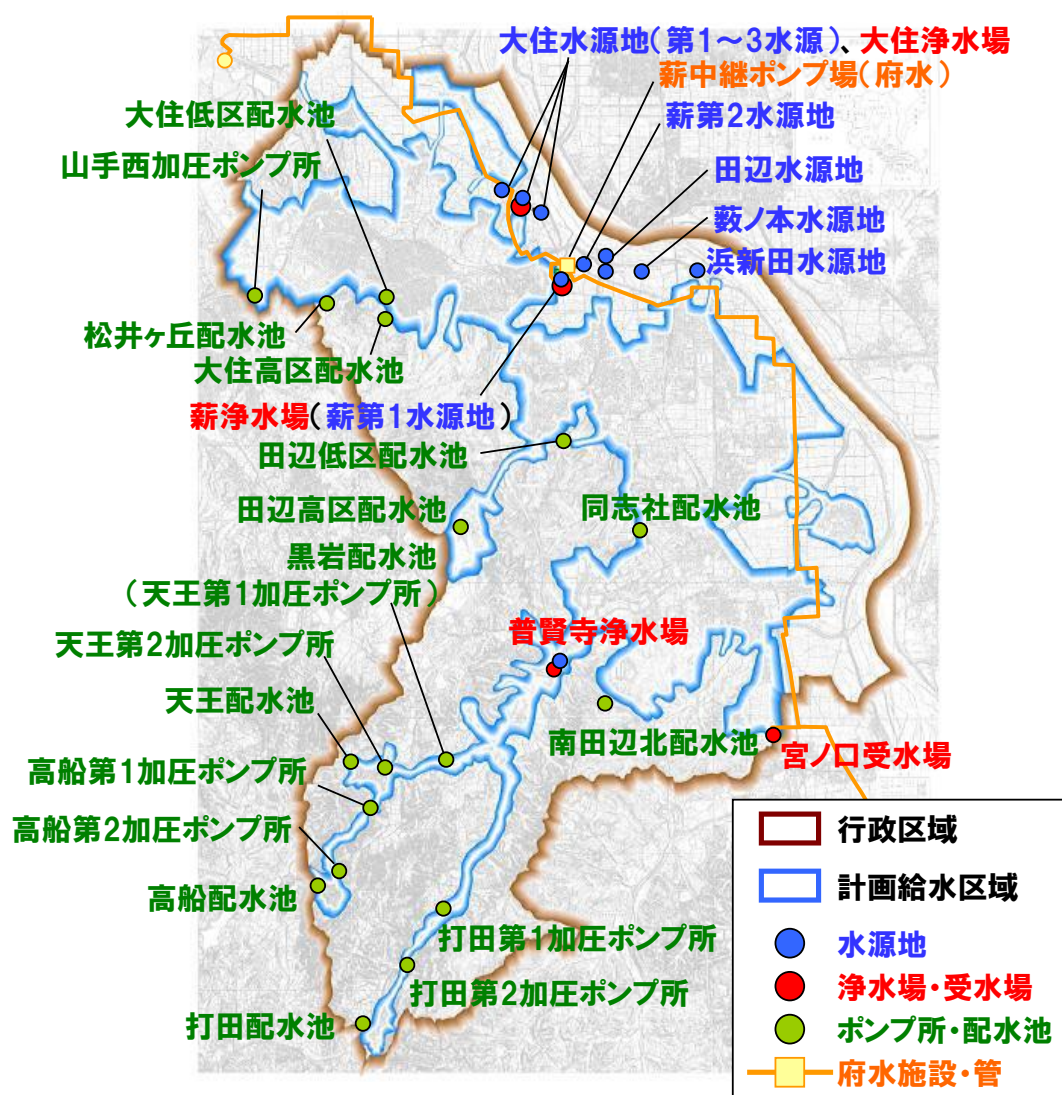 大住水源地(第1～3水源)、大住浄水場
薪中継ポンプ場(府水)
大住低区配水池
薪第2水源地
山手西加圧ポンプ所
田辺水源地
薮ノ本水源地
浜新田水源地
松井ヶ丘配水池
大住高区配水池
薪浄水場(薪第1水源地)
田辺低区配水池
田辺高区配水池
同志社配水池
黒岩配水池
(天王第1加圧ポンプ所)
普賢寺浄水場
天王第2加圧ポンプ所
天王配水池
南田辺北配水池
宮ノ口受水場
高船第1加圧ポンプ所
高船第2加圧ポンプ所
高船配水池
打田第1加圧ポンプ所
打田第2加圧ポンプ所
打田配水池
行政区域
計画給水区域
水源地
浄水場・受水場
ポンプ所・配水池
府水施設・管